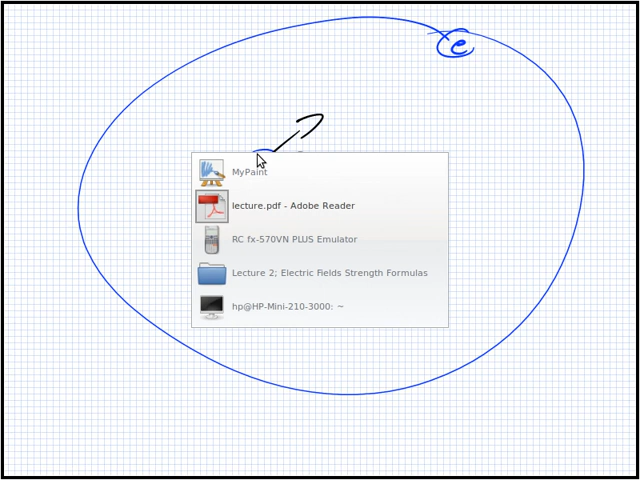 e
MyPaint
lecture.pdf - Adobe Reader
RC fx-570VN PLUS Emulator
Lecture 2; Electric Fields Strength Formulas
hp@HP-Mini-210-3000: ~